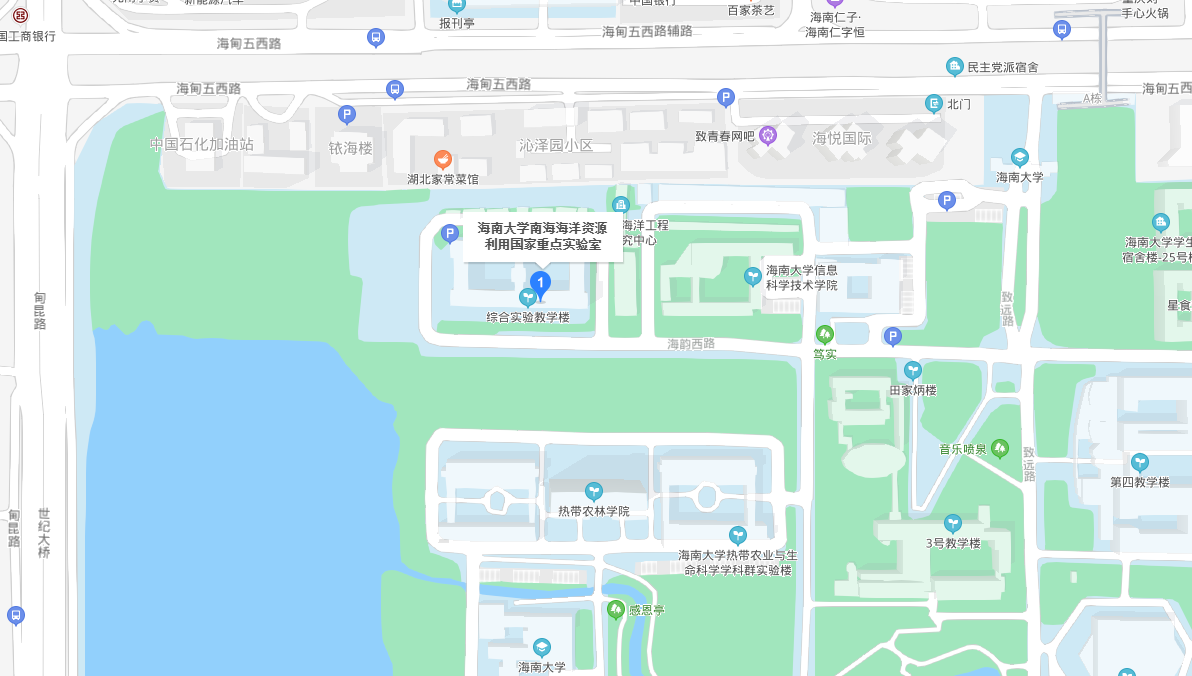 中国银行
百家茶艺
海南仁子·
海南仁字恒
手心火锅
报刊亭
国工商银行
海甸五西路
海甸五西路辅路
民主党派宿舍
海甸五西路
海甸五西路
海甸五西
A栋
北门
致青春网吧
海悦国际
中国石化加油站
铱海楼
沁泽园小区
湖北家常菜馆
海南大学
海南大学南海海洋资源
利用国家重点实验室
海洋工程
究中心
1
综合实验教学楼
海南大学信息
科学技术学院
海南大学学生
宿舍楼-25号楼
星食
致远路
甸昆路
海韵西路
笃实
田家炳楼
音乐喷泉
致远路
第四教学楼
热带农林学院
3号教学楼
海南大学热带农业与生
命科学学科群实验楼
甸昆路
世纪大桥
感恩亭
海南大学